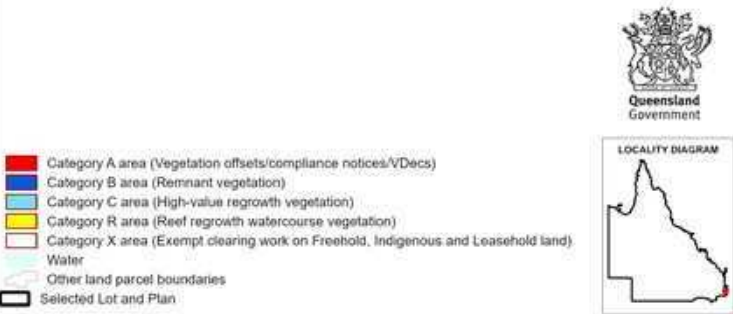 Queensland
Government
LOCALITY DIAGRAM
Category A area (Vegetation offsets/compliance notices/VDecs)
Category B area (Remnant vegetation)
Category C area (High-value regrowth vegetation)
Category R area (Reef regrowth watercourse vegetation)
Category X area (Exempt clearing work on Freehold, Indigenous and Leasehold land)
Water
Other land parcel boundaries
Selected Lot and Plan